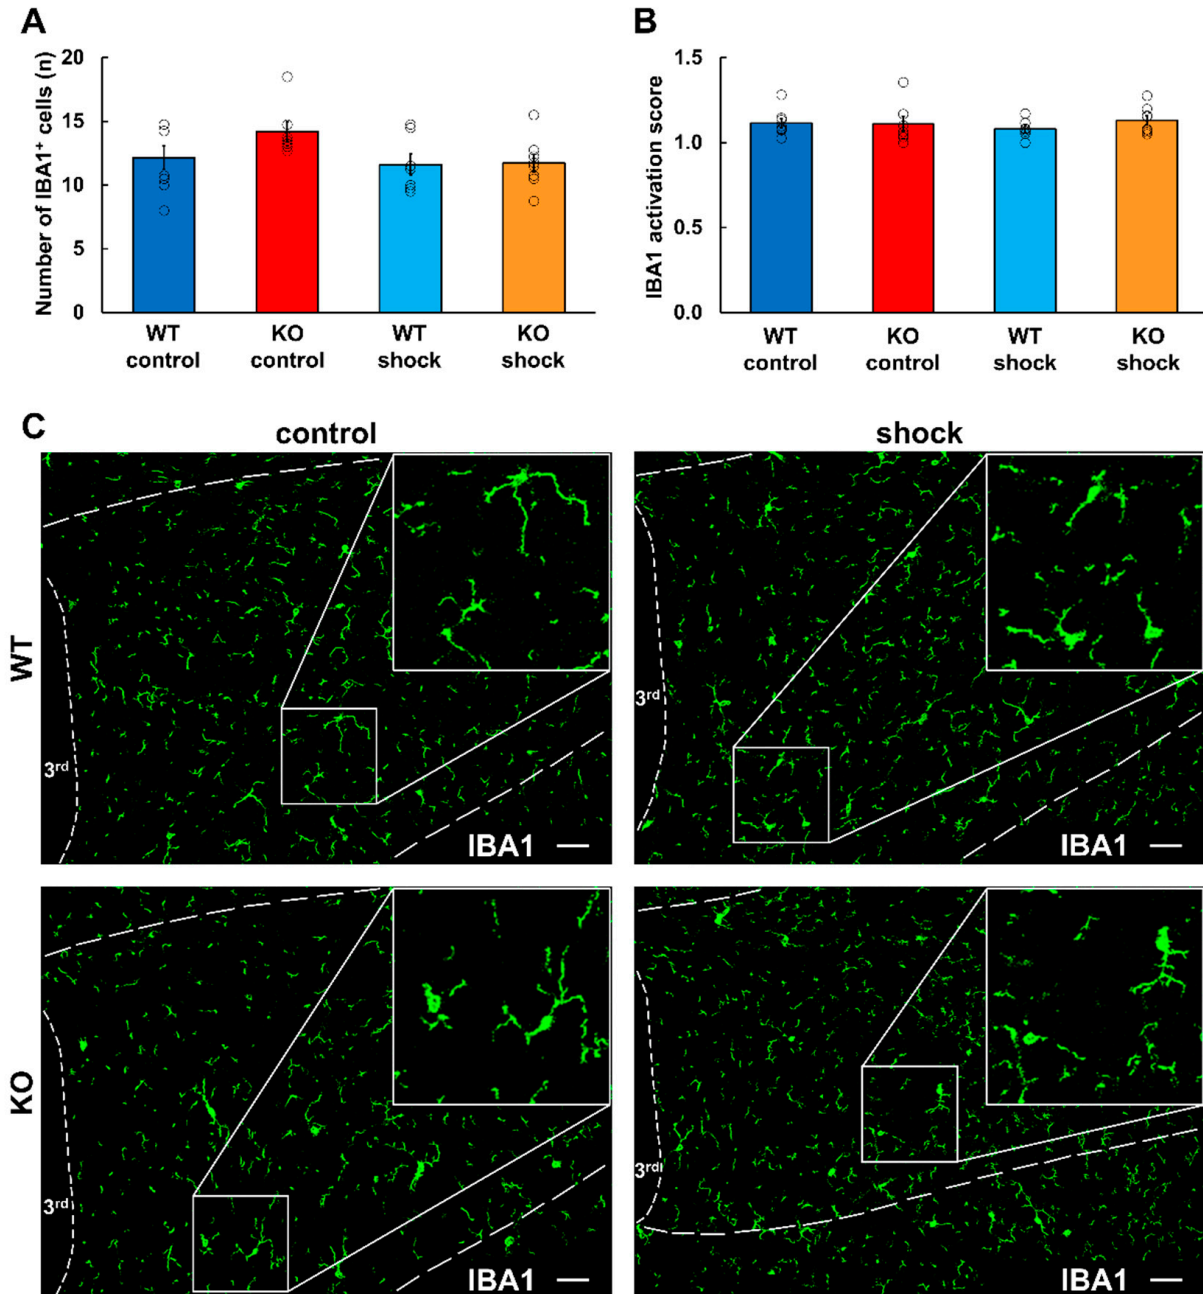 A
Number of IBA1⁺ cells (n)
20
15
10
5
0
WT control
KO control
WT shock
KO shock
B
IBA1 activation score
1.5
1.0
0.5
0.0
WT control
KO control
WT shock
KO shock
C
control
shock
WT
3rd
IBA1
3rd
IBA1
KO
3rd
IBA1
3rd
IBA1